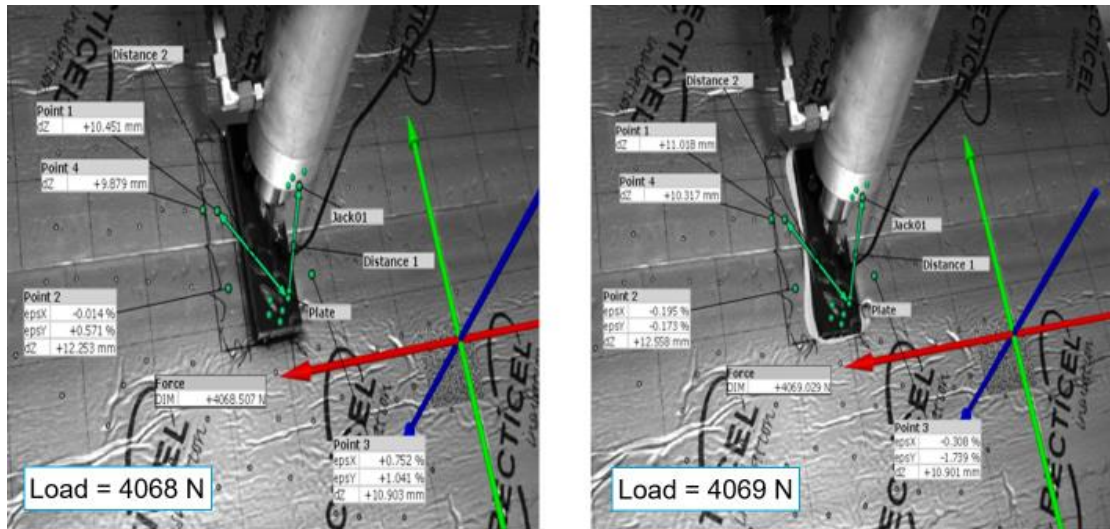 Distance 2
Point 1
dZ +10.451 mm
Point 4
dZ +9.879 mm
Jack01
Distance 1
Point 2
epsX -0.014 %
epsY +0.571 %
dZ +12.253 mm
Plate
Force
DIM +4068.507 N
Point 3
epsX +0.752 %
epsY +1.041 %
dZ +10.903 mm
Load = 4068 N
RECTICEL
RECTICEL
RECTICEL
Distance 2
Point 1
dZ +11.018 mm
Point 4
dZ +10.317 mm
Jack01
Distance 1
Point 2
epsX -0.195 %
epsY -0.173 %
dZ +12.558 mm
Plate
Force
DIM +4069.029 N
Point 3
epsX -0.308 %
epsY -1.739 %
dZ +10.901 mm
Load = 4069 N
RECTICEL
RECTICEL